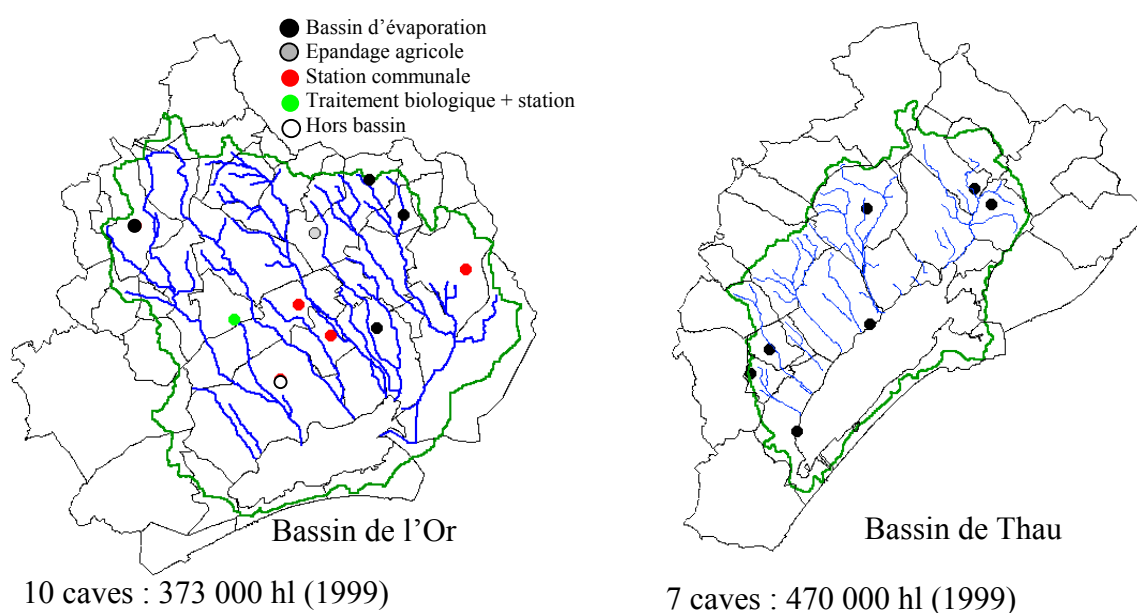 Bassin d’évaporation
Epandage agricole
Station communale
Traitement biologique + station
Hors bassin
Bassin de l’Or
Bassin de Thau
10 caves : 373 000 hl (1999)
7 caves : 470 000 hl (1999)